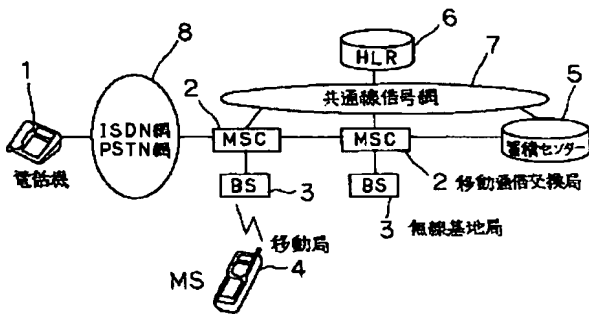 6
8
HLR
7
1
2
共通線信号網
5
ISDN網
PSTN網
MSC
MSC
蓄積センター
電話機
BS
3
BS
2 移動通信交換局
3 無線基地局
移動局
MS
4